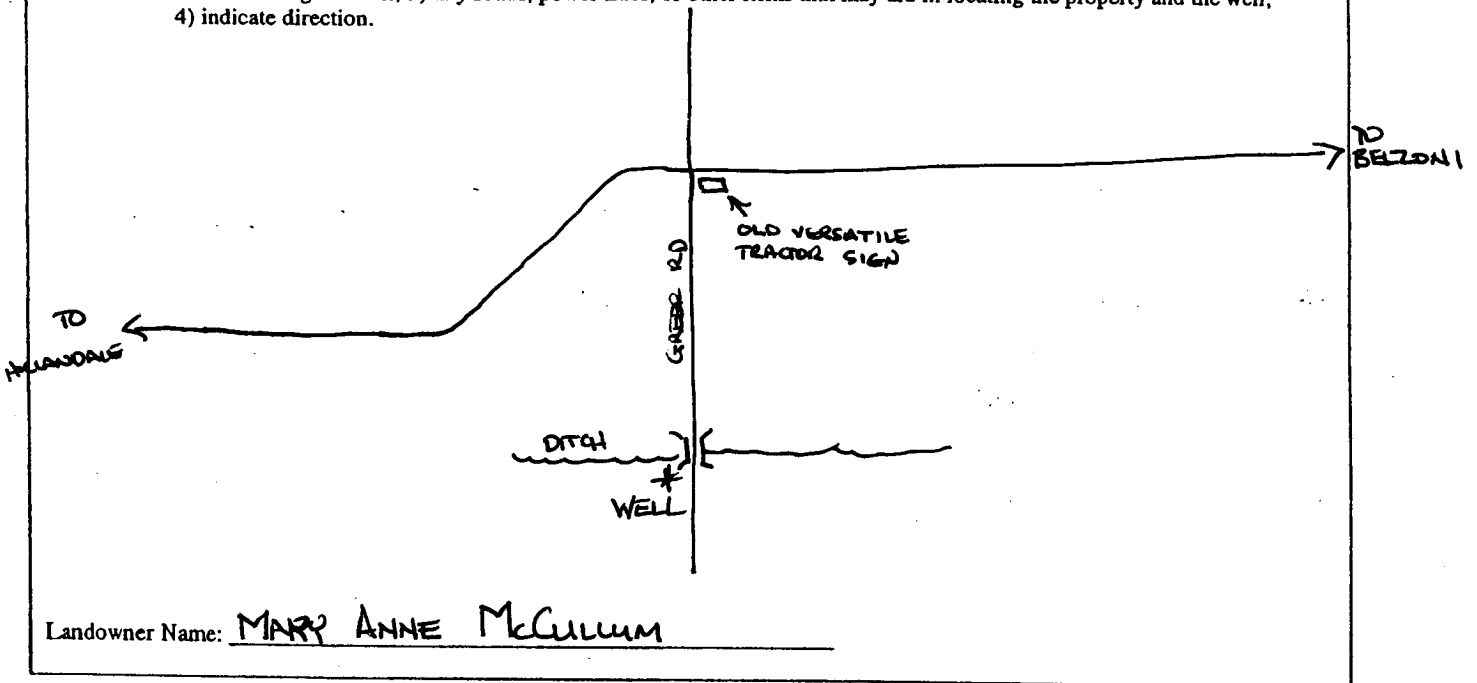 4) indicate direction.
TO
BELZONI
OLD VERSATILE
TRACTOR SIGN
GREER RD
TO
HOLLANDALE
DITCH
WELL
Landowner Name: MARY ANNE McCULLUM